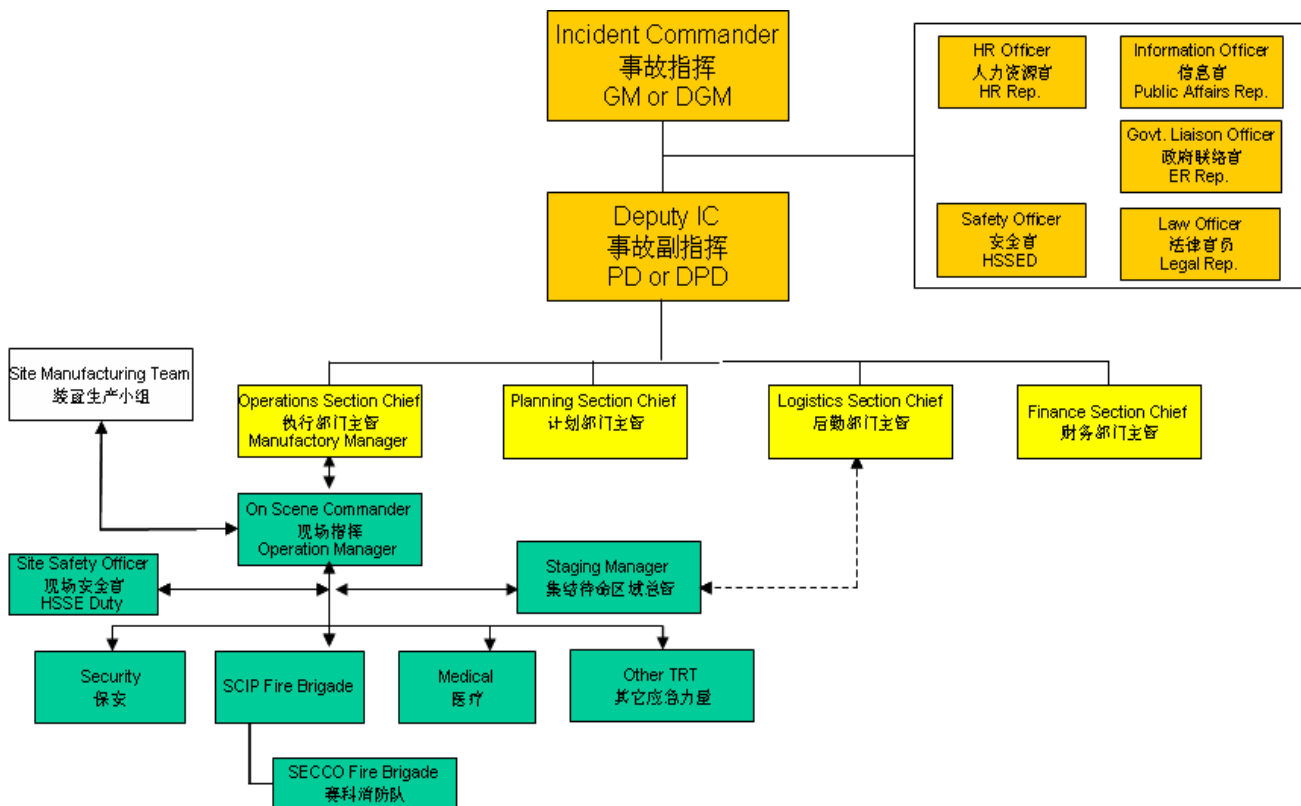 Incident Commander
事故指挥
GM or DGM
HR Officer
人力资源官
HR Rep.
Information Officer
信息官
Public Affairs Rep.
Govt. Liaison Officer
政府联络官
ER Rep.
Safety Officer
安全官
HSSED
Law Officer
法律官员
Legal Rep.
Deputy IC
事故副指挥
PD or DPD
Site Manufacturing Team
装置生产小组
Operations Section Chief
执行部门主管
Manufactory Manager
Planning Section Chief
计划部门主管
Logistics Section Chief
后勤部门主管
Finance Section Chief
财务部门主管
On Scene Commander
现场指挥
Operation Manager
Site Safety Officer
现场安全官
HSSE Duty
Staging Manager
集结待命区域总管
Security
保安
SCIP Fire Brigade
Medical
医疗
Other TRT
其它应急力量
SECCO Fire Brigade
赛科消防队